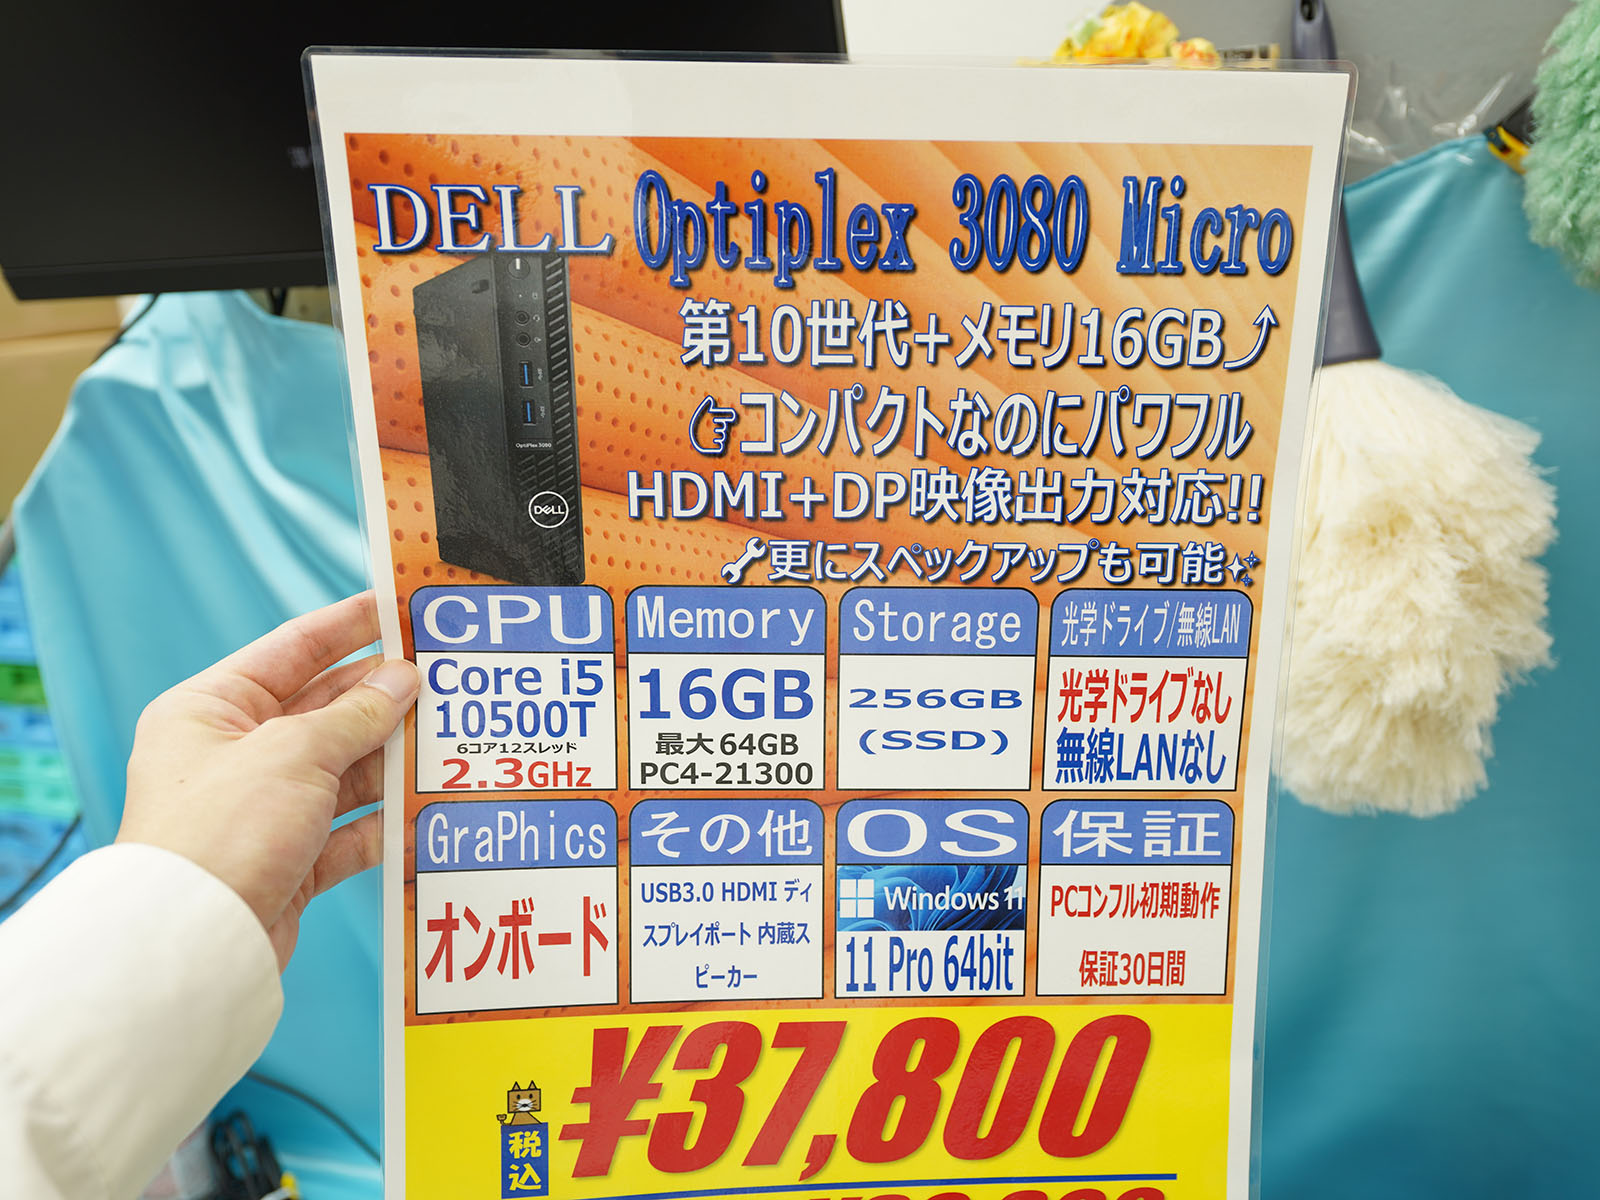 DELL Optiplex 3080 Micro
第10世代+メモリ16GB⤴
☞コンパクトなのにパワフル
HDMI+DP映像出力対応!!
更にスペックアップも可能
OptiPlex 3080
DELL
CPU
Core i5
10500T
6コア12スレッド
2.3GHz
Memory
16GB
最大64GB
PC4-21300
Storage
256GB
(SSD)
光学ドライブ/無線LAN
光学ドライブなし
無線LANなし
GraPhics
オンボード
その他
USB3.0 HDMI ディ
スプレイポート 内蔵ス
ピーカー
OS
Windows 11
11 Pro 64bit
保証
PCコンフル初期動作
保証30日間
税込
¥37,800